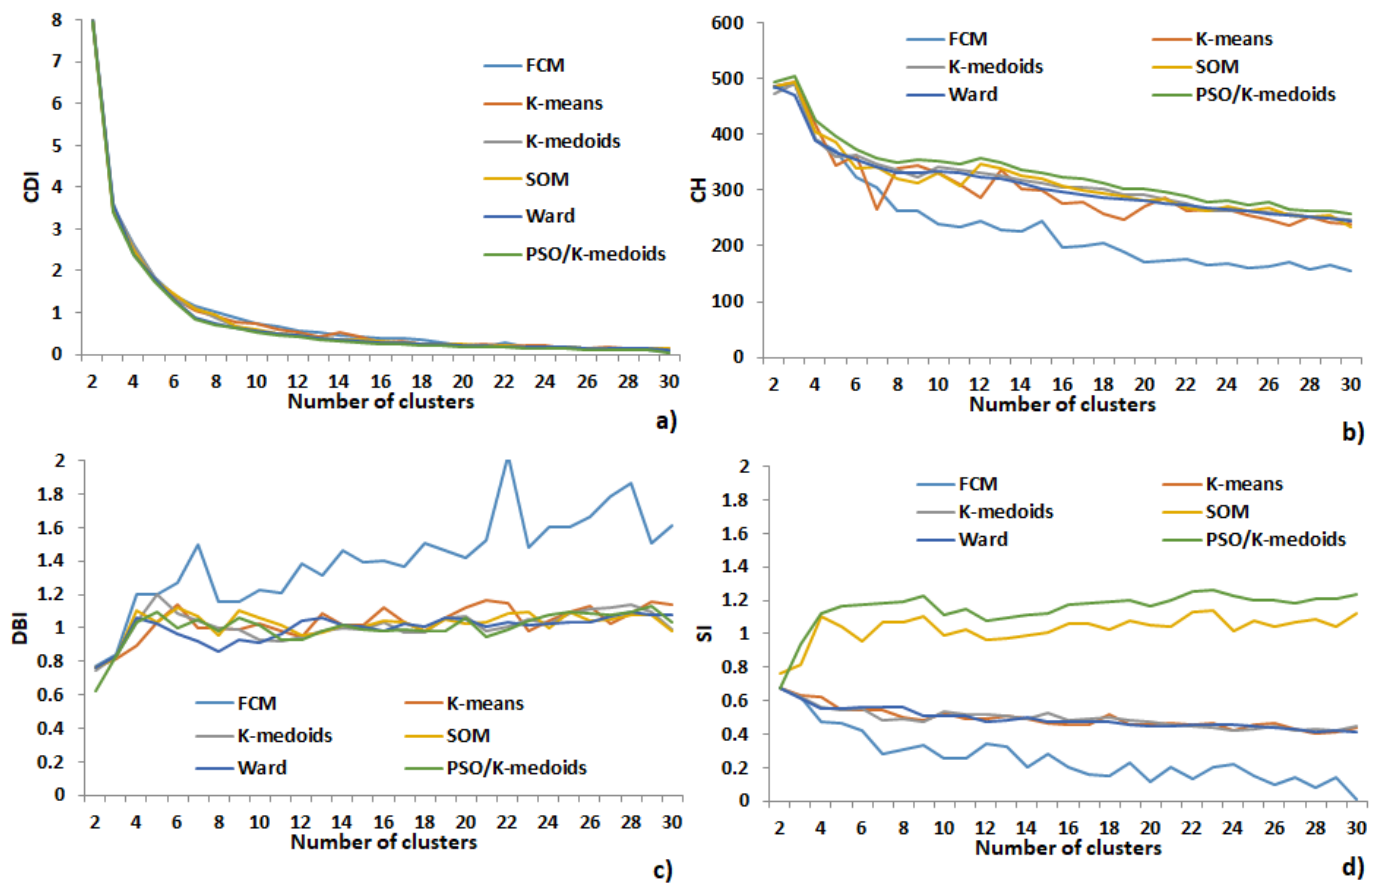 8
7
6
5
4
3
2
1
0
CDI
FCM
K-means
K-medoids
SOM
Ward
PSO/K-medoids
2 4 6 8 10 12 14 16 18 20 22 24 26 28 30
Number of clusters
a)
600
500
400
300
200
100
0
CH
FCM K-means
K-medoids SOM
Ward PSO/K-medoids
2 4 6 8 10 12 14 16 18 20 22 24 26 28 30
Number of clusters
b)
2
1.8
1.6
1.4
1.2
1
0.8
0.6
0.4
0.2
0
DBI
FCM K-means
K-medoids SOM
Ward PSO/K-medoids
2 4 6 8 10 12 14 16 18 20 22 24 26 28 30
Number of clusters
c)
2
1.8
1.6
1.4
1.2
1
0.8
0.6
0.4
0.2
0
SI
FCM K-means
K-medoids SOM
Ward PSO/K-medoids
2 4 6 8 10 12 14 16 18 20 22 24 26 28 30
Number of clusters
d)